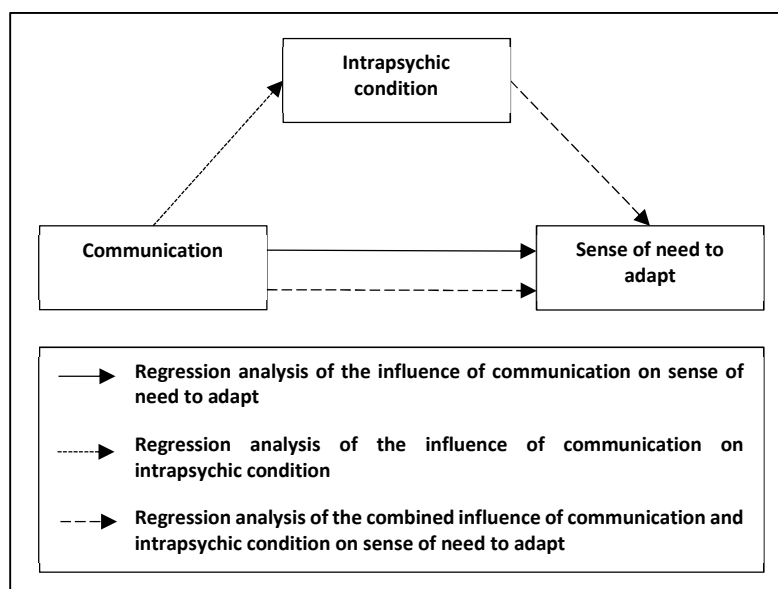 Intrapsychic
condition
Communication
Sense of need to
adapt
Regression analysis of the influence of communication on sense of
need to adapt
Regression analysis of the influence of communication on
intrapsychic condition
Regression analysis of the combined influence of communication and
intrapsychic condition on sense of need to adapt